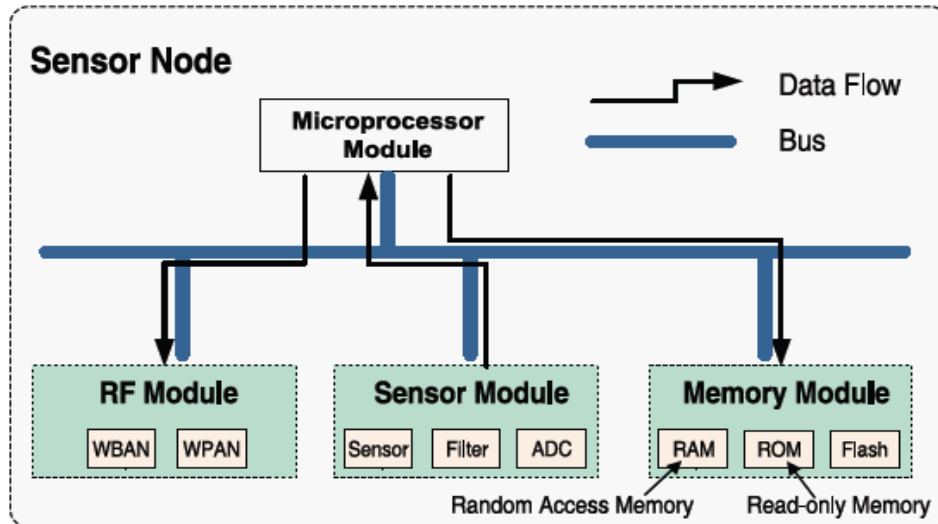 Sensor Node
Data Flow
Microprocessor
Module
Bus
RF Module
Sensor Module
Memory Module
WBAN
WPAN
Sensor
Filter
ADC
RAM
ROM
Flash
Random Access Memory
Read-only Memory